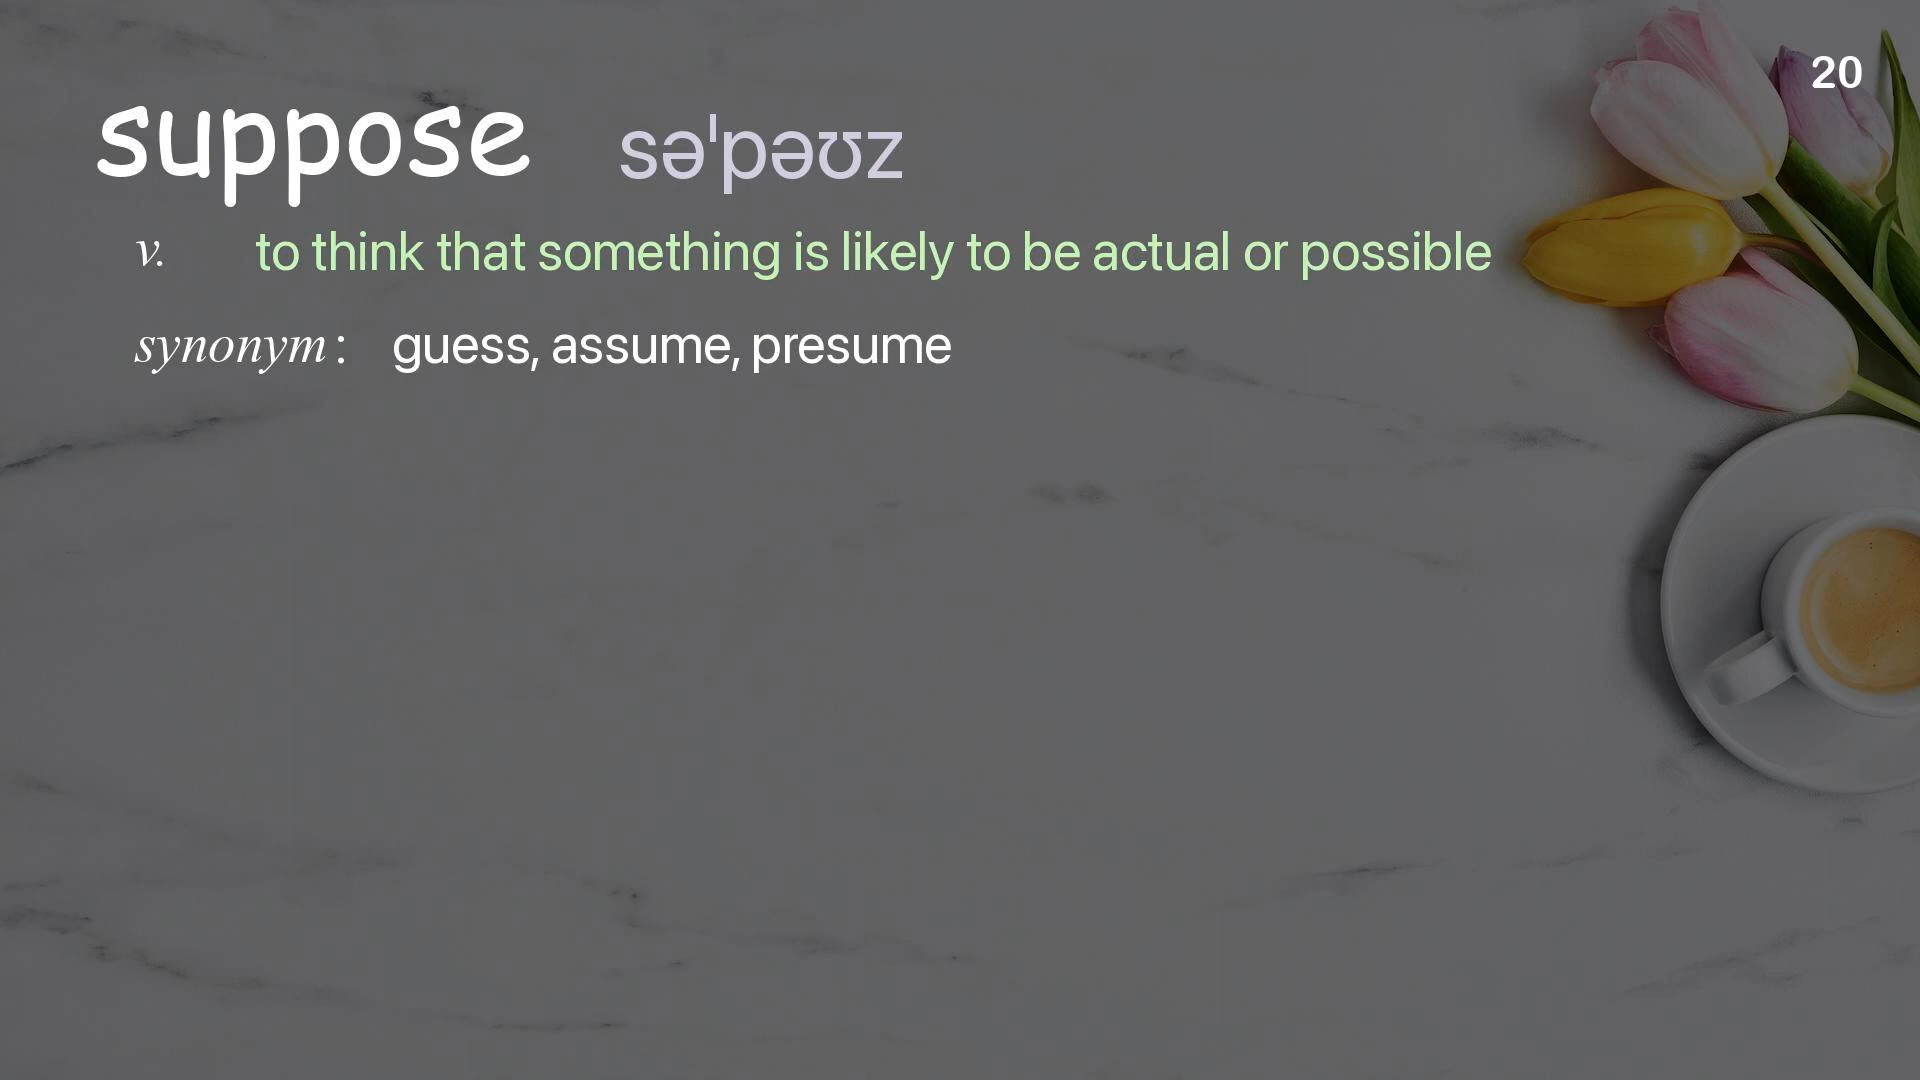 20
suppose səˈpəʊz
v. to think that something is likely to be actual or possible
synonym : guess, assume, presume